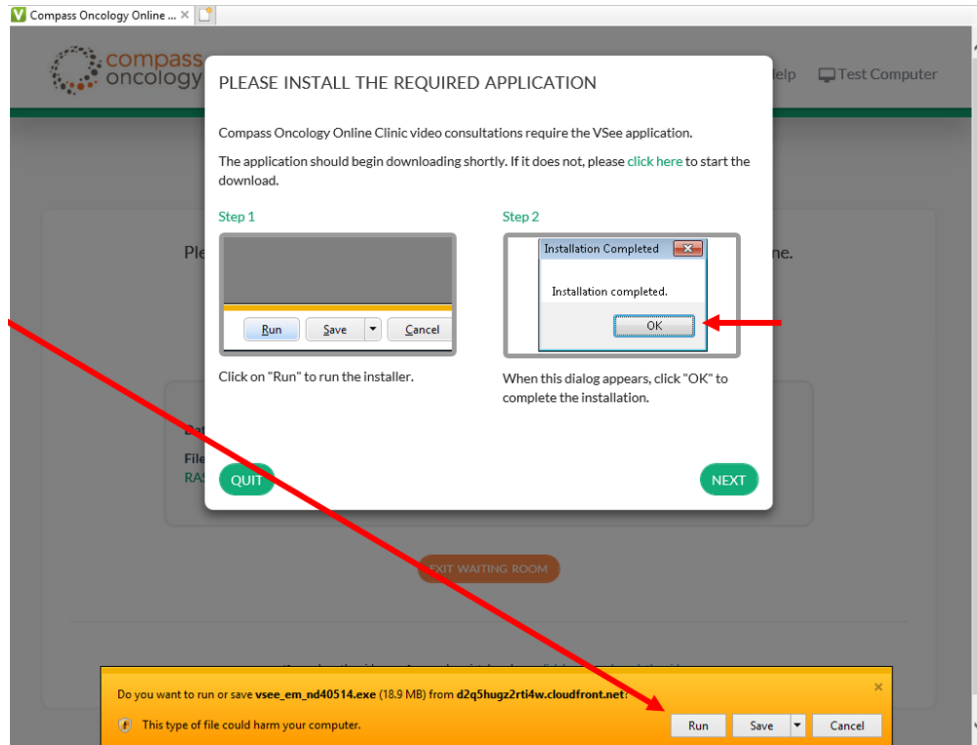 Compass Oncology Online ...
compass
oncology
elp
Test Computer
PLEASE INSTALL THE REQUIRED APPLICATION
Compass Oncology Online Clinic video consultations require the VSee application.
The application should begin downloading shortly. If it does not, please click here to start the
download.
Step 1
Step 2
Installation Completed
Installation completed.
OK
Run Save Cancel
Click on "Run" to run the installer.
When this dialog appears, click "OK" to
complete the installation.
Ple
ne.
File
RAS
QUIT
NEXT
EXIT WAITING ROOM
Do you want to run or save vsee_em_nd40514.exe (18.9 MB) from d2q5hugz2rti4w.cloudfront.net?
This type of file could harm your computer.
Run Save Cancel